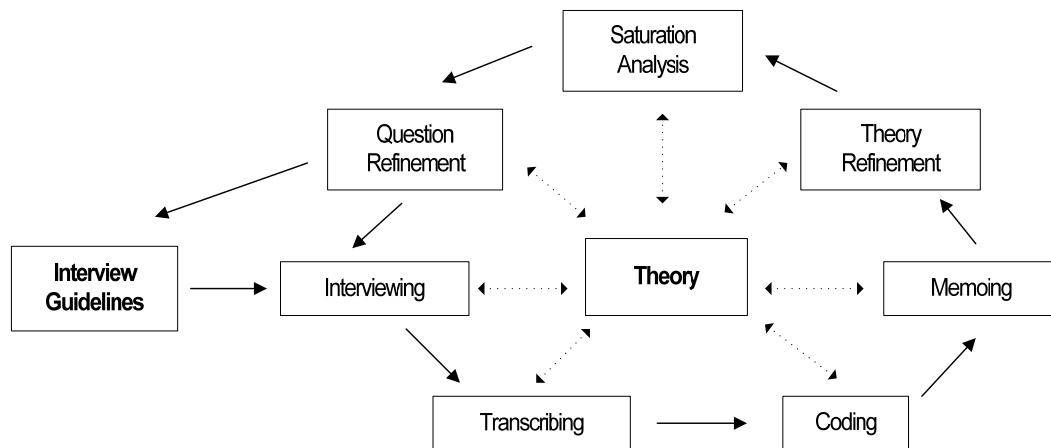 Saturation
Analysis
Question
Refinement
Theory
Refinement
Interview
Guidelines
Interviewing
Theory
Memoing
Transcribing
Coding